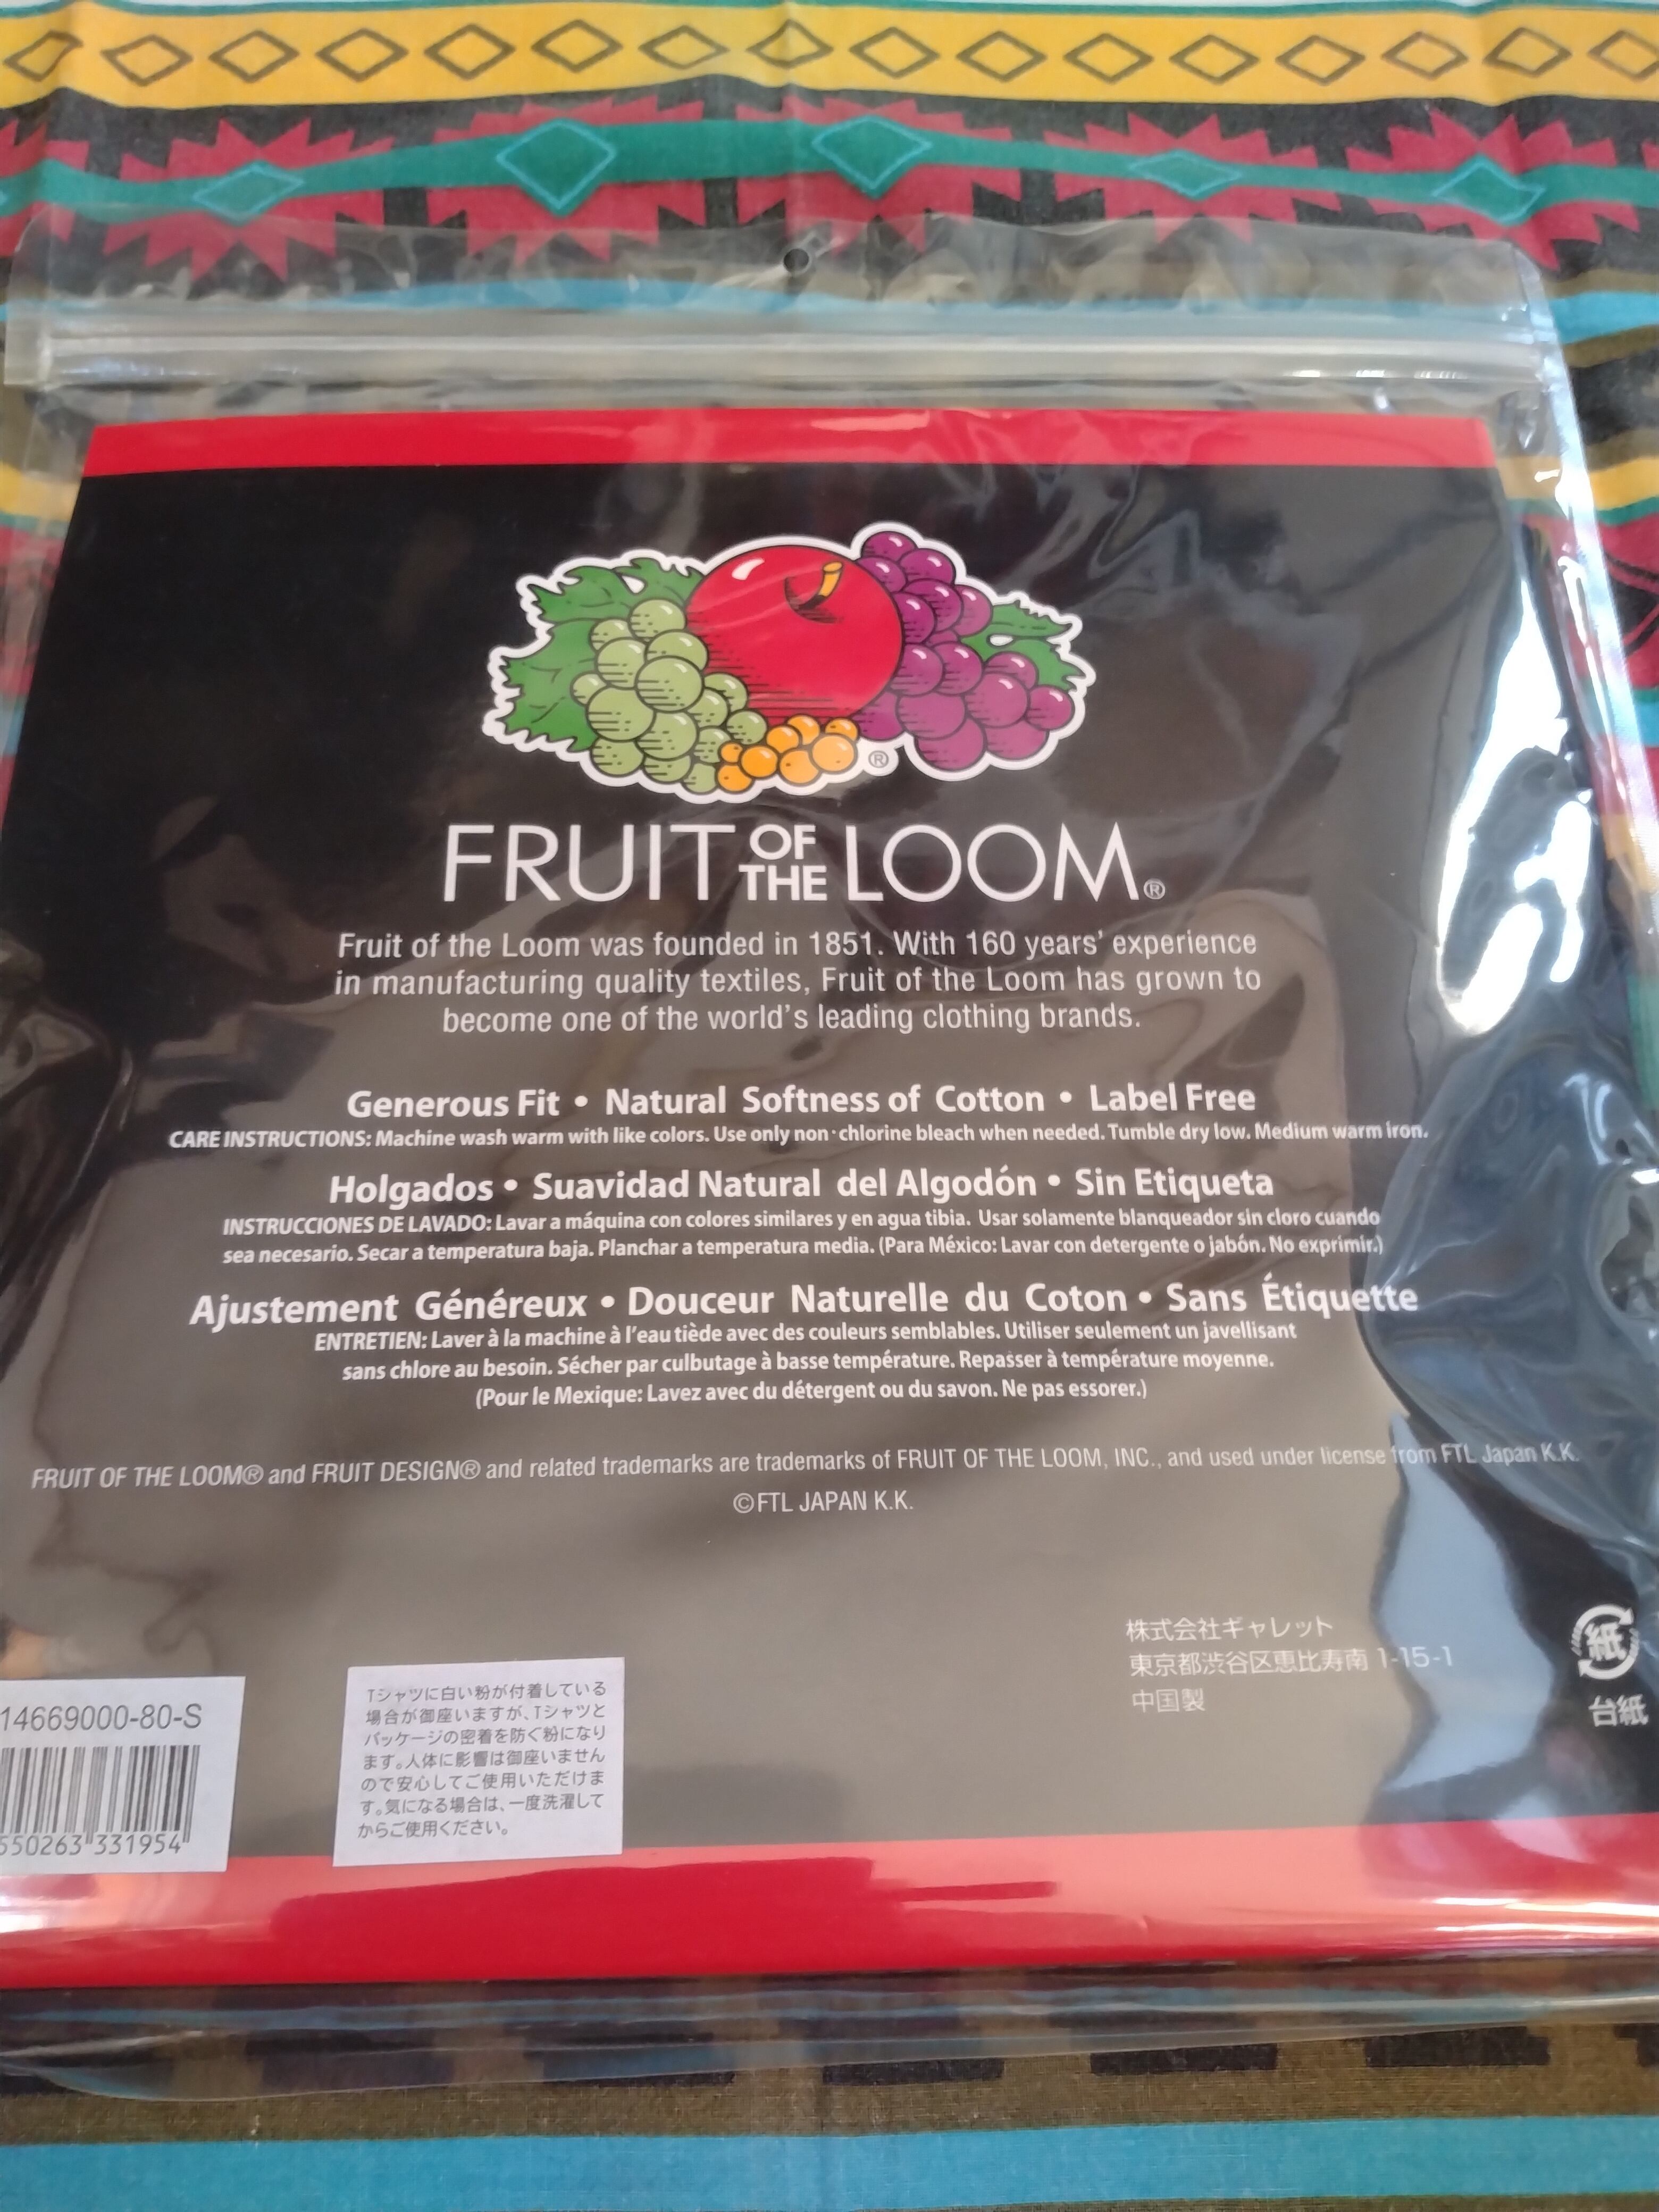 ®
FRUIT OF THE LOOM®
Fruit of the Loom was founded in 1851. With 160 years' experience
in manufacturing quality textiles, Fruit of the Loom has grown to
become one of the world's leading clothing brands.
Generous Fit • Natural Softness of Cotton • Label Free
CARE INSTRUCTIONS: Machine wash warm with like colors. Use only non-chlorine bleach when needed. Tumble dry low. Medium warm iron.
Holgados • Suavidad Natural del Algodón • Sin Etiqueta
INSTRUCCIONES DE LAVADO: Lavar a máquina con colores similares y en agua tibia. Usar solamente blanqueador sin cloro cuando
sea necesario. Secar a temperatura baja. Planchar a temperatura media. (Para México: Lavar con detergente o jabón. No exprimir.)
Ajustement Généreux • Douceur Naturelle du Coton • Sans Étiquette
ENTRETIEN: Laver à la machine à l'eau tiède avec des couleurs semblables. Utiliser seulement un javellisant
sans chlore au besoin. Sécher par culbutage à basse température. Repasser à température moyenne.
(Pour le Mexique: Lavez avec du détergent ou du savon. Ne pas essorer.)
FRUIT OF THE LOOM® and FRUIT DESIGN® and related trademarks are trademarks of FRUIT OF THE LOOM, INC., and used under license from FTL Japan K.K.
©FTL JAPAN K.K.
株式会社ギャレット
東京都渋谷区恵比寿南 1-15-1
中国製
紙
台紙
14669000-80-S
550263 331954
Tシャツに白い粉が付着している
場合が御座いますが、Tシャツと
パッケージの密着を防ぐ粉になり
ます。人体に影響は御座いません
ので安心してご使用いただけま
す。気になる場合は、一度洗濯して
からご使用ください。